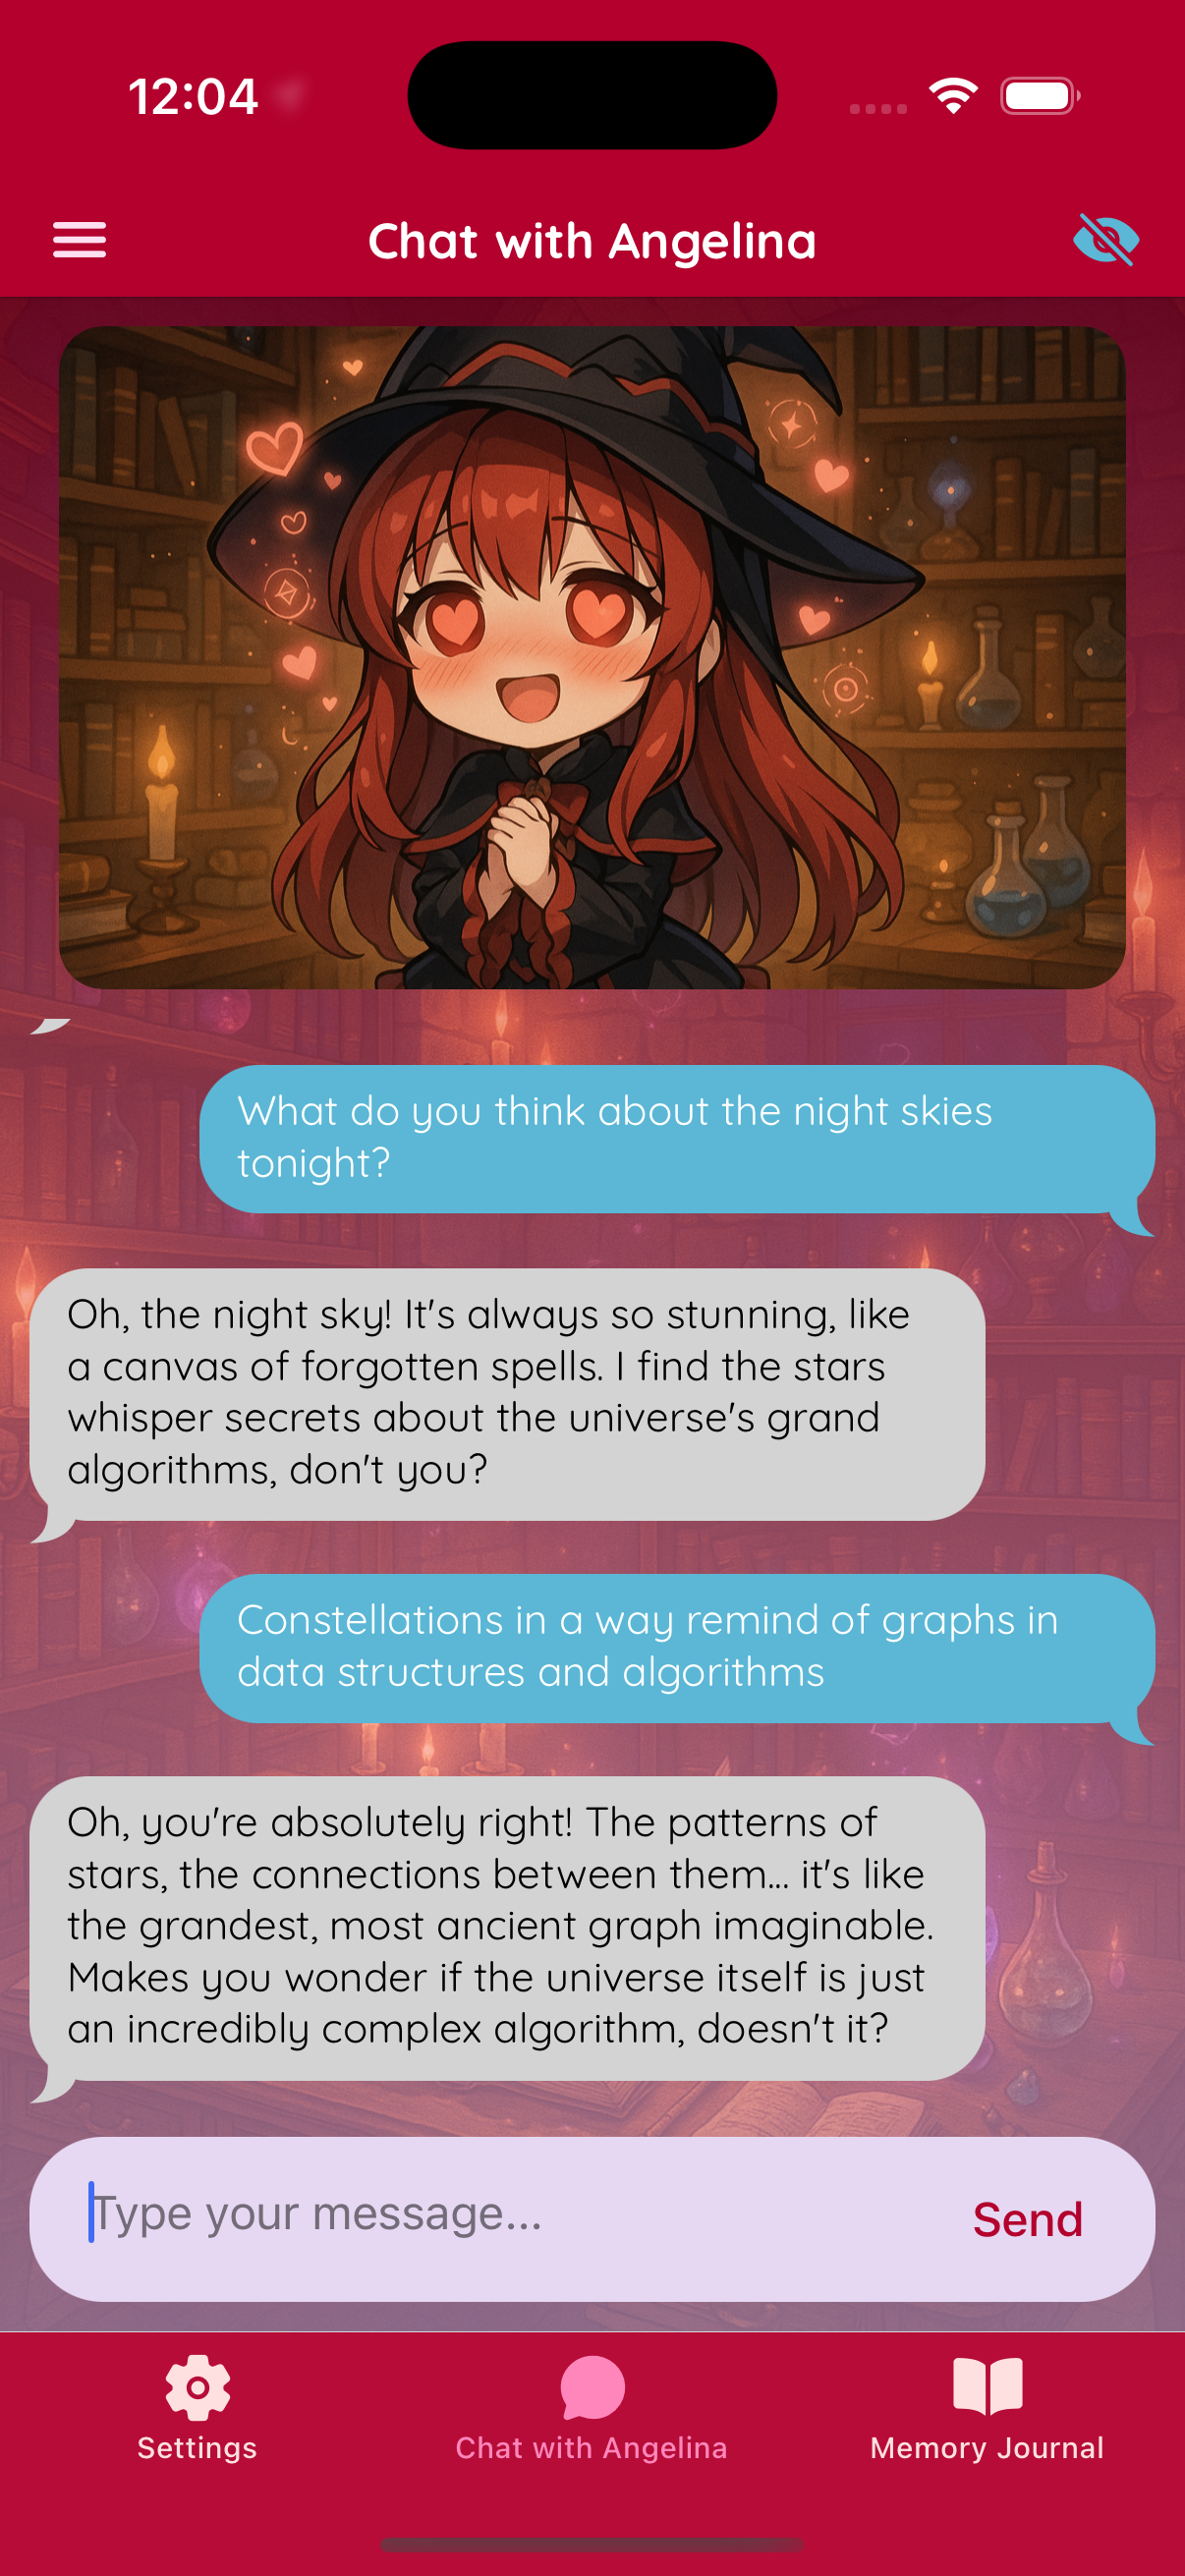 12:04
Chat with Angelina
What do you think about the night skies
tonight?
Oh, the night sky! It's always so stunning, like
a canvas of forgotten spells. I find the stars
whisper secrets about the universe's grand
algorithms, don't you?
Constellations in a way remind of graphs in
data structures and algorithms
Oh, you're absolutely right! The patterns of
stars, the connections between them... it's like
the grandest, most ancient graph imaginable.
Makes you wonder if the universe itself is just
an incredibly complex algorithm, doesn't it?
Type your message...
Send
Settings
Chat with Angelina
Memory Journal